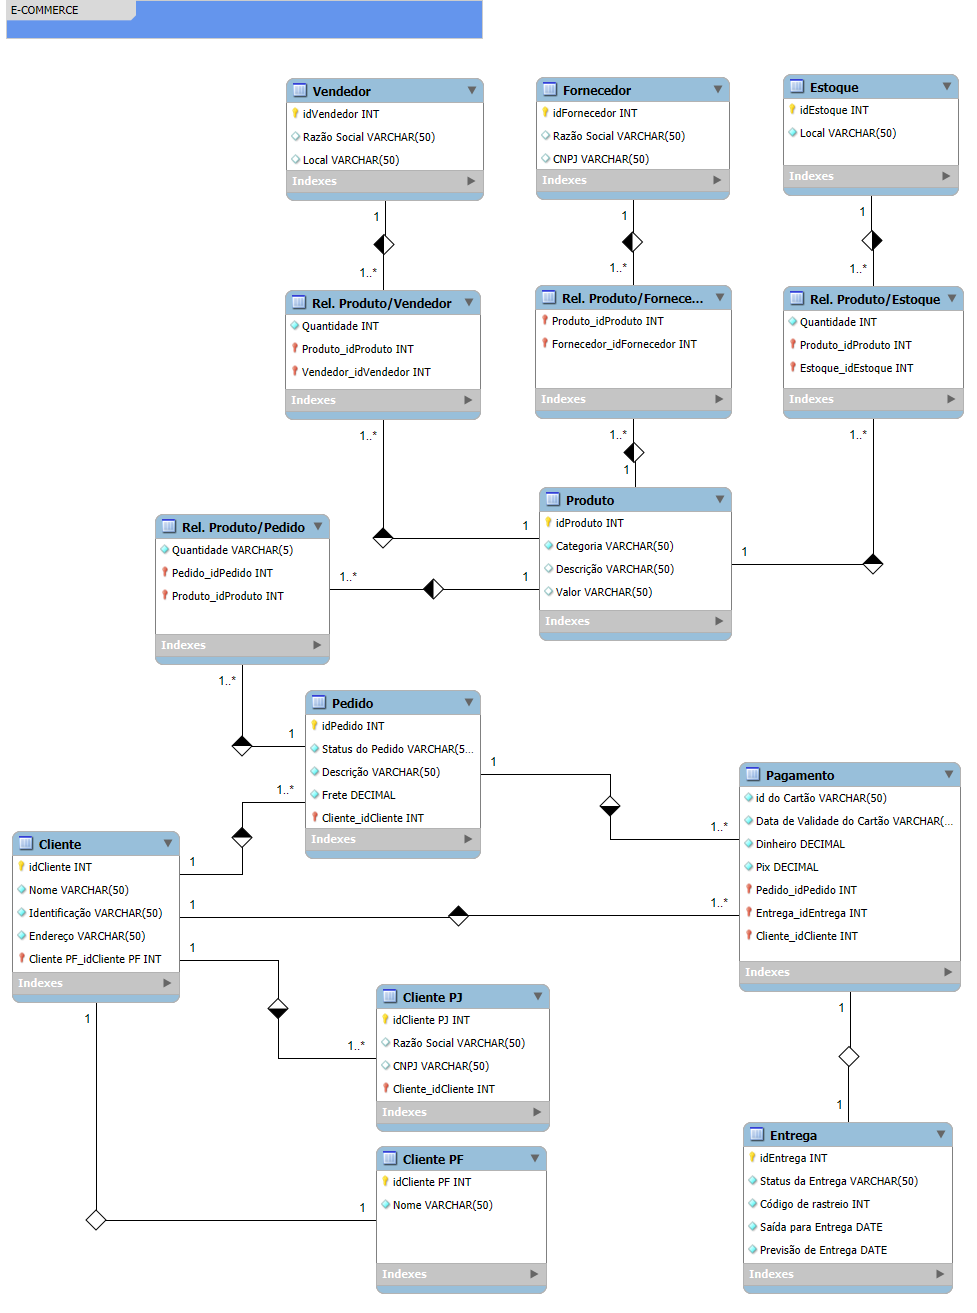 E-COMMERCE
Vendedor
idVendedor INT
Razão Social VARCHAR(50)
Local VARCHAR(50)
Indexes
Fornecedor
idFornecedor INT
Razão Social VARCHAR(50)
CNPJ VARCHAR(50)
Indexes
Estoque
idEstoque INT
Local VARCHAR(50)
Indexes
1
1..*
1
1..*
1
1..*
Rel. Produto/Vendedor
Quantidade INT
Produto_idProduto INT
Vendedor_idVendedor INT
Indexes
Rel. Produto/Fornece...
Produto_idProduto INT
Fornecedor_idFornecedor INT
Indexes
Rel. Produto/Estoque
Quantidade INT
Produto_idProduto INT
Estoque_idEstoque INT
Indexes
1..*
1
1..*
1
1..*
1
Produto
idProduto INT
Categoria VARCHAR(50)
Descrição VARCHAR(50)
Valor VARCHAR(50)
Indexes
Rel. Produto/Pedido
Quantidade VARCHAR(5)
Pedido_idPedido INT
Produto_idProduto INT
Indexes
1..*
1
1..*
1
Pedido
idPedido INT
Status do Pedido VARCHAR(5...
Descrição VARCHAR(50)
Frete DECIMAL
Cliente_idCliente INT
Indexes
1..*
1
1
1..*
Pagamento
id do Cartão VARCHAR(50)
Data de Validade do Cartão VARCHAR(...
Dinheiro DECIMAL
Pix DECIMAL
Pedido_idPedido INT
Entrega_idEntrega INT
Cliente_idCliente INT
Indexes
Cliente
idCliente INT
Nome VARCHAR(50)
Identificação VARCHAR(50)
Endereço VARCHAR(50)
Cliente PF_idCliente PF INT
Indexes
1
1..*
1
1..*
1
1
Cliente PJ
idCliente PJ INT
Razão Social VARCHAR(50)
CNPJ VARCHAR(50)
Cliente_idCliente INT
Indexes
Cliente PF
idCliente PF INT
Nome VARCHAR(50)
Indexes
1
1
Entrega
idEntrega INT
Status da Entrega VARCHAR(50)
Código de rastreio INT
Saída para Entrega DATE
Previsão de Entrega DATE
Indexes